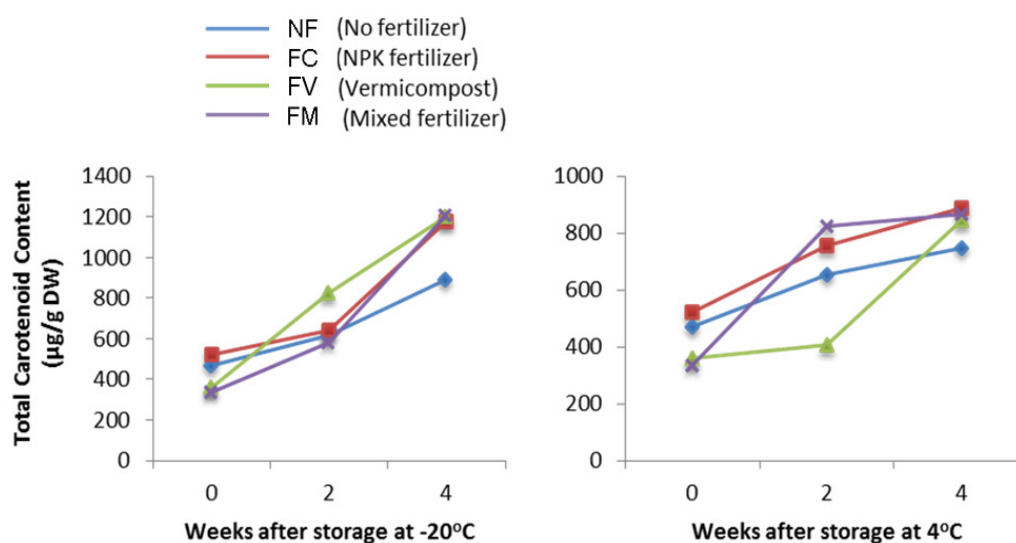 NF (No fertilizer)
FC (NPK fertilizer)
FV (Vermicompost)
FM (Mixed fertilizer)
Total Carotenoid Content
(µg/g DW)
1400
1200
1000
800
600
400
200
0
0 2 4
Weeks after storage at -20°C
1000
800
600
400
200
0
0 2 4
Weeks after storage at 4°C